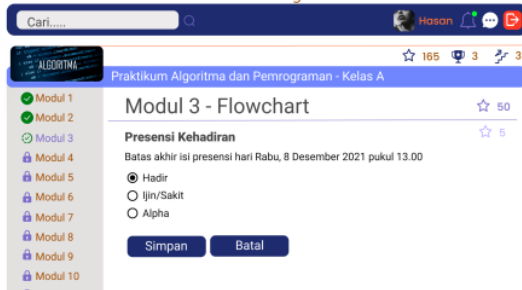 Cari.....
Hasan
ALGORITMA
165 3 3
Praktikum Algoritma dan Pemrograman - Kelas A
Modul 1
Modul 2
Modul 3
Modul 4
Modul 5
Modul 6
Modul 7
Modul 8
Modul 9
Modul 10
Modul 3 - Flowchart
50
Presensi Kehadiran
5
Batas akhir isi presensi hari Rabu, 8 Desember 2021 pukul 13.00
Hadir
Ijin/Sakit
Alpha
Simpan Batal